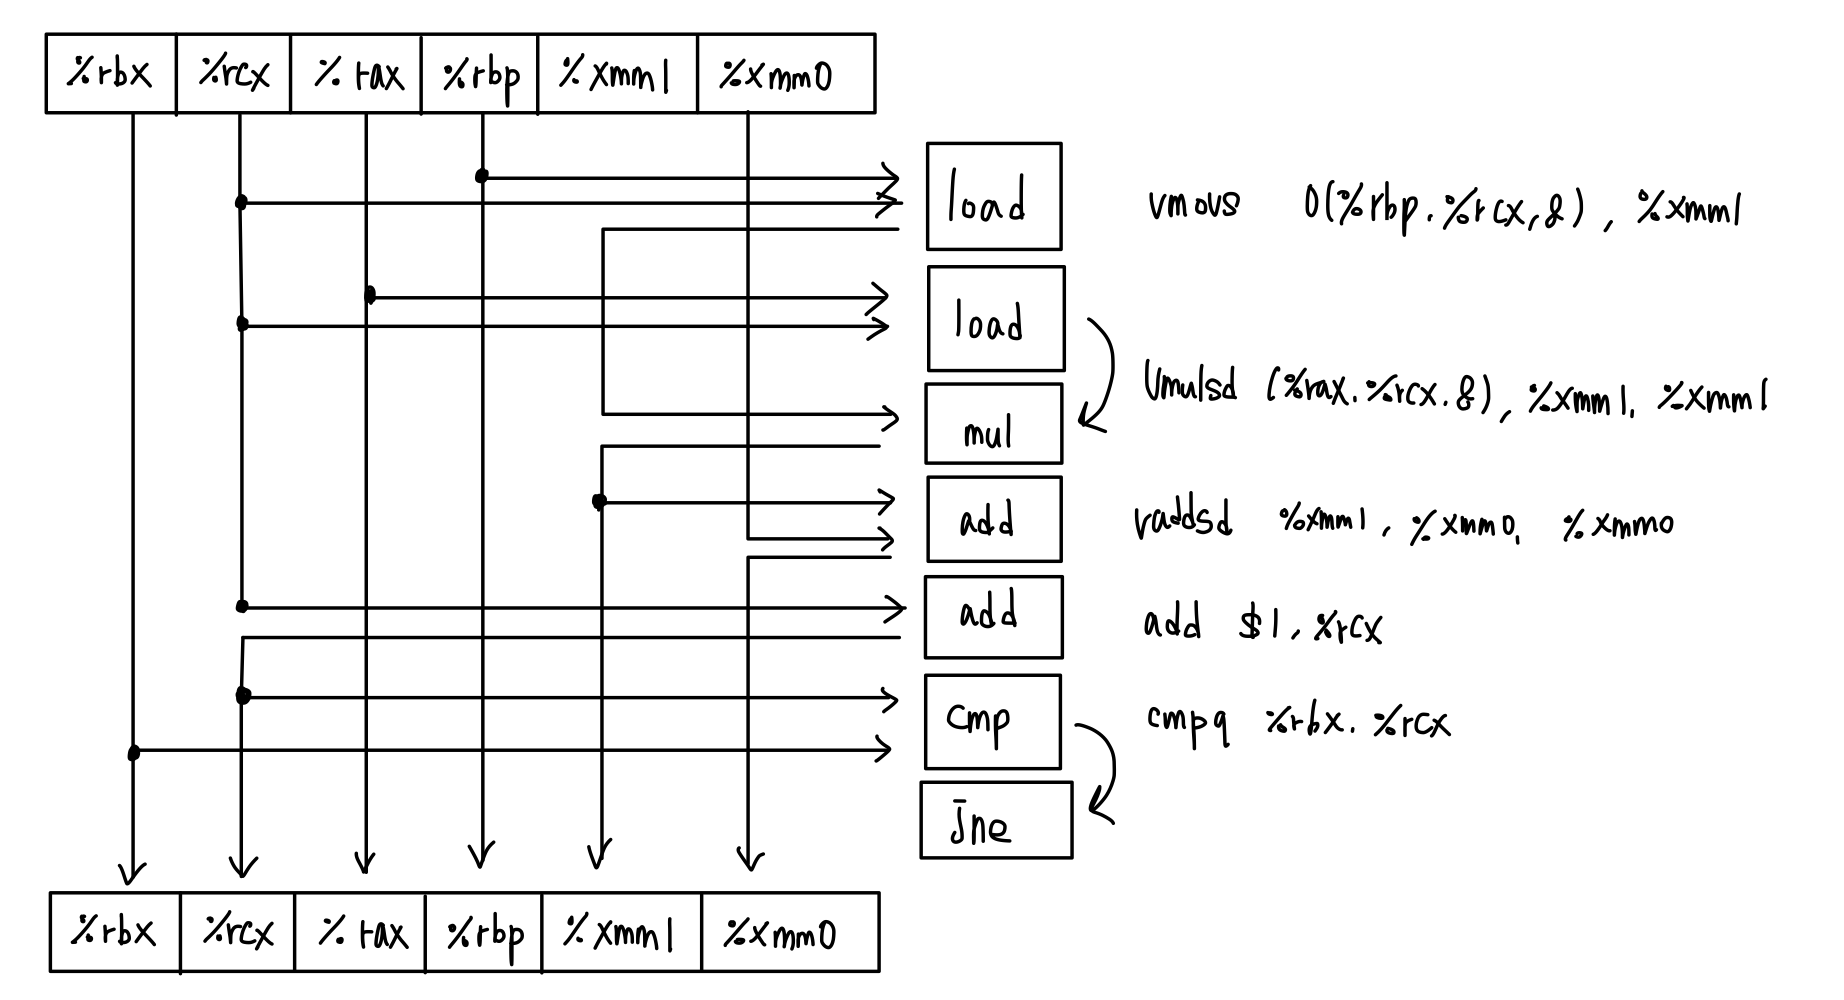 %rbx %rcx %rax %rbp %xmm1 %xmm0
load vmovs 0(%rbp.%rcx,8), %xmm1
load
Vmulsd (%rax.%rcx.8), %xmm1, %xmm1
mul
add vaddsd %xmm1, %xmm0, %xmm0
add add $1, %rcx
cmp cmpq %rbx. %rcx
jne
%rbx %rcx %rax %rbp %xmm1 %xmm0